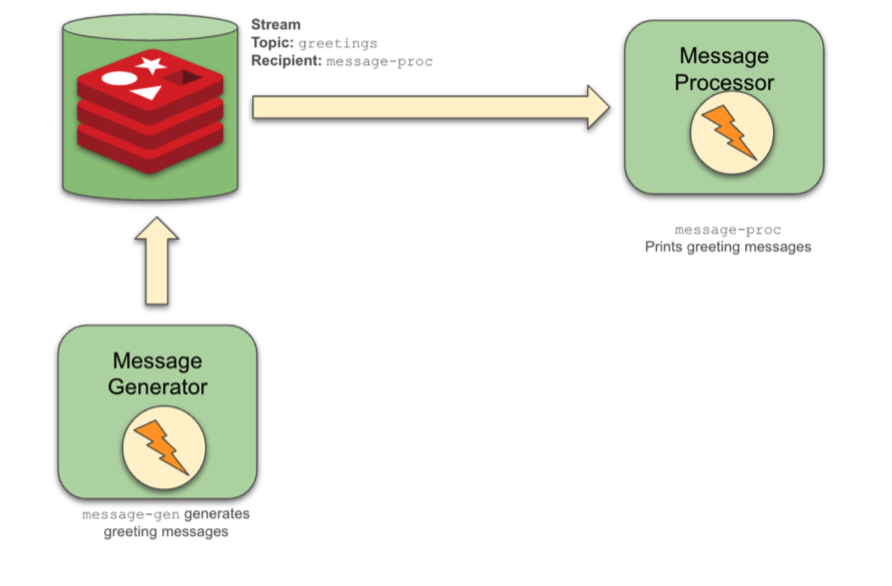 Stream
Topic: greetings
Recipient: message-proc
Message
Processor
message-proc
Prints greeting messages
Message
Generator
message-gen generates
greeting messages